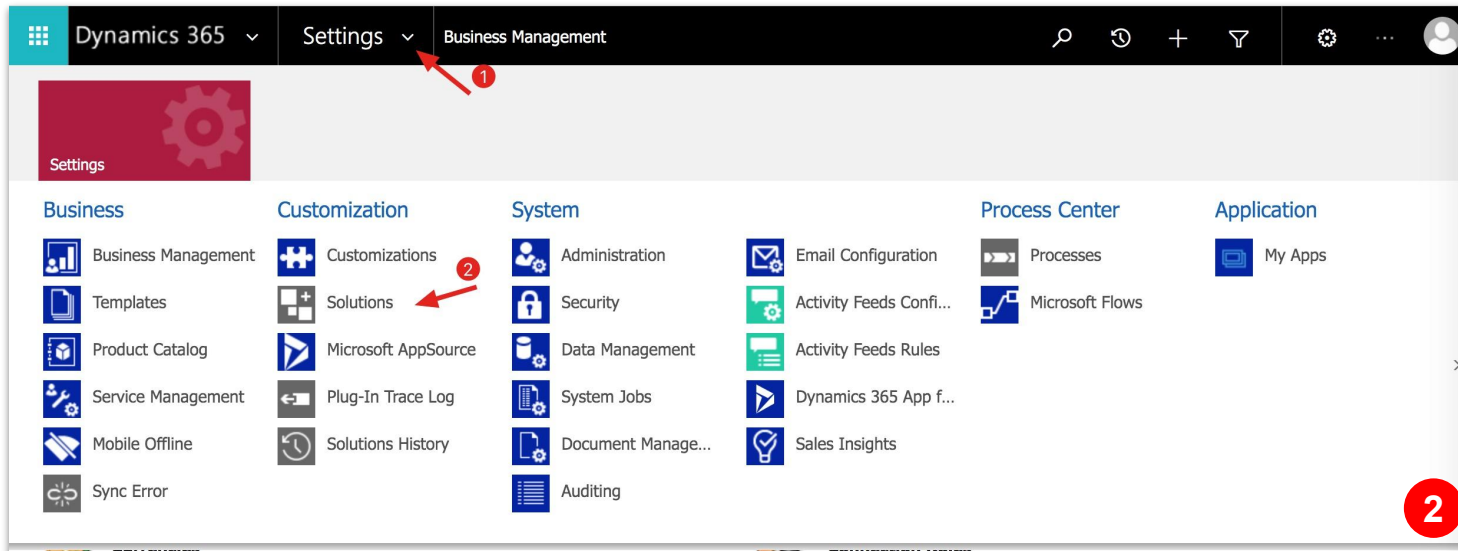 Dynamics 365
Settings
Business Management
1
Settings
Business
Customization
System
Process Center
Application
Business Management
Customizations
Administration
Email Configuration
Processes
My Apps
2
Templates
Solutions
Security
Activity Feeds Confi...
Microsoft Flows
Product Catalog
Microsoft AppSource
Data Management
Activity Feeds Rules
Service Management
Plug-In Trace Log
System Jobs
Dynamics 365 App f...
Mobile Offline
Solutions History
Document Manage...
Sales Insights
Sync Error
Auditing
2